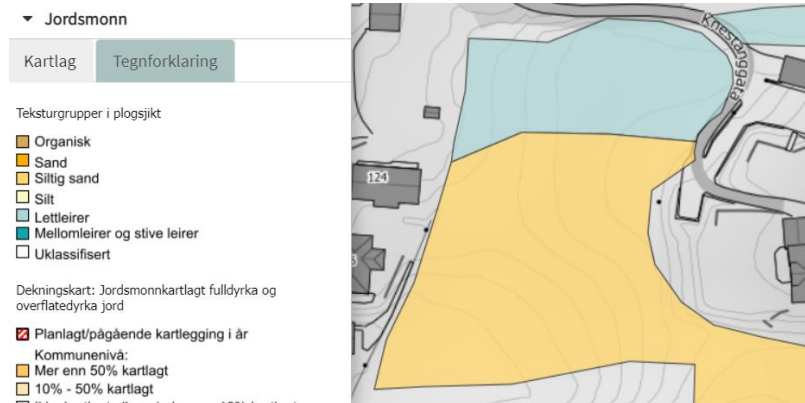 Jordsmonn
Kartlag
Tegnforklaring
Teksturgrupper i plogsjikt
Organisk
Sand
Siltig sand
Silt
Lettleirer
Mellomleirer og stive leirer
Uklassifisert
Dekningskart: Jordsmonnkartlagt fulldyrka og
overflatedyrka jord
Planlagt/pågående kartlegging i år
Kommunenivå:
Mer enn 50% kartlagt
10% - 50% kartlagt
Knestanggata
124